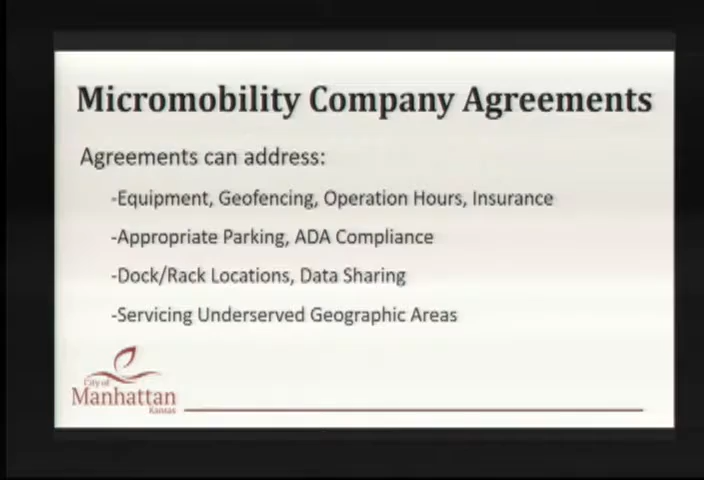 Micromobility Company Agreements
Agreements can address:
-Equipment, Geofencing, Operation Hours, Insurance
-Appropriate Parking, ADA Compliance
-Dock/Rack Locations, Data Sharing
-Servicing Underserved Geographic Areas
City of
Manhattan
Kansas